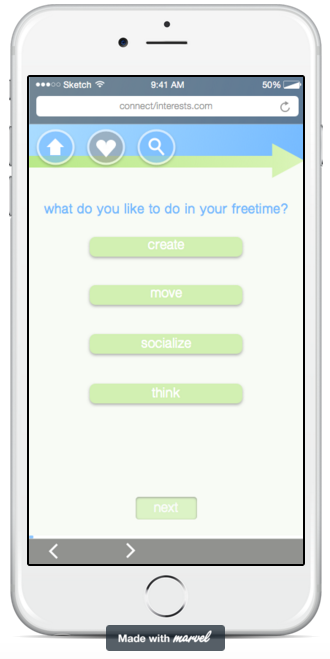 Sketch 9:41 AM 50%
connect/interests.com
what do you like to do in your freetime?
create
move
socialize
think
next
Made with marvel